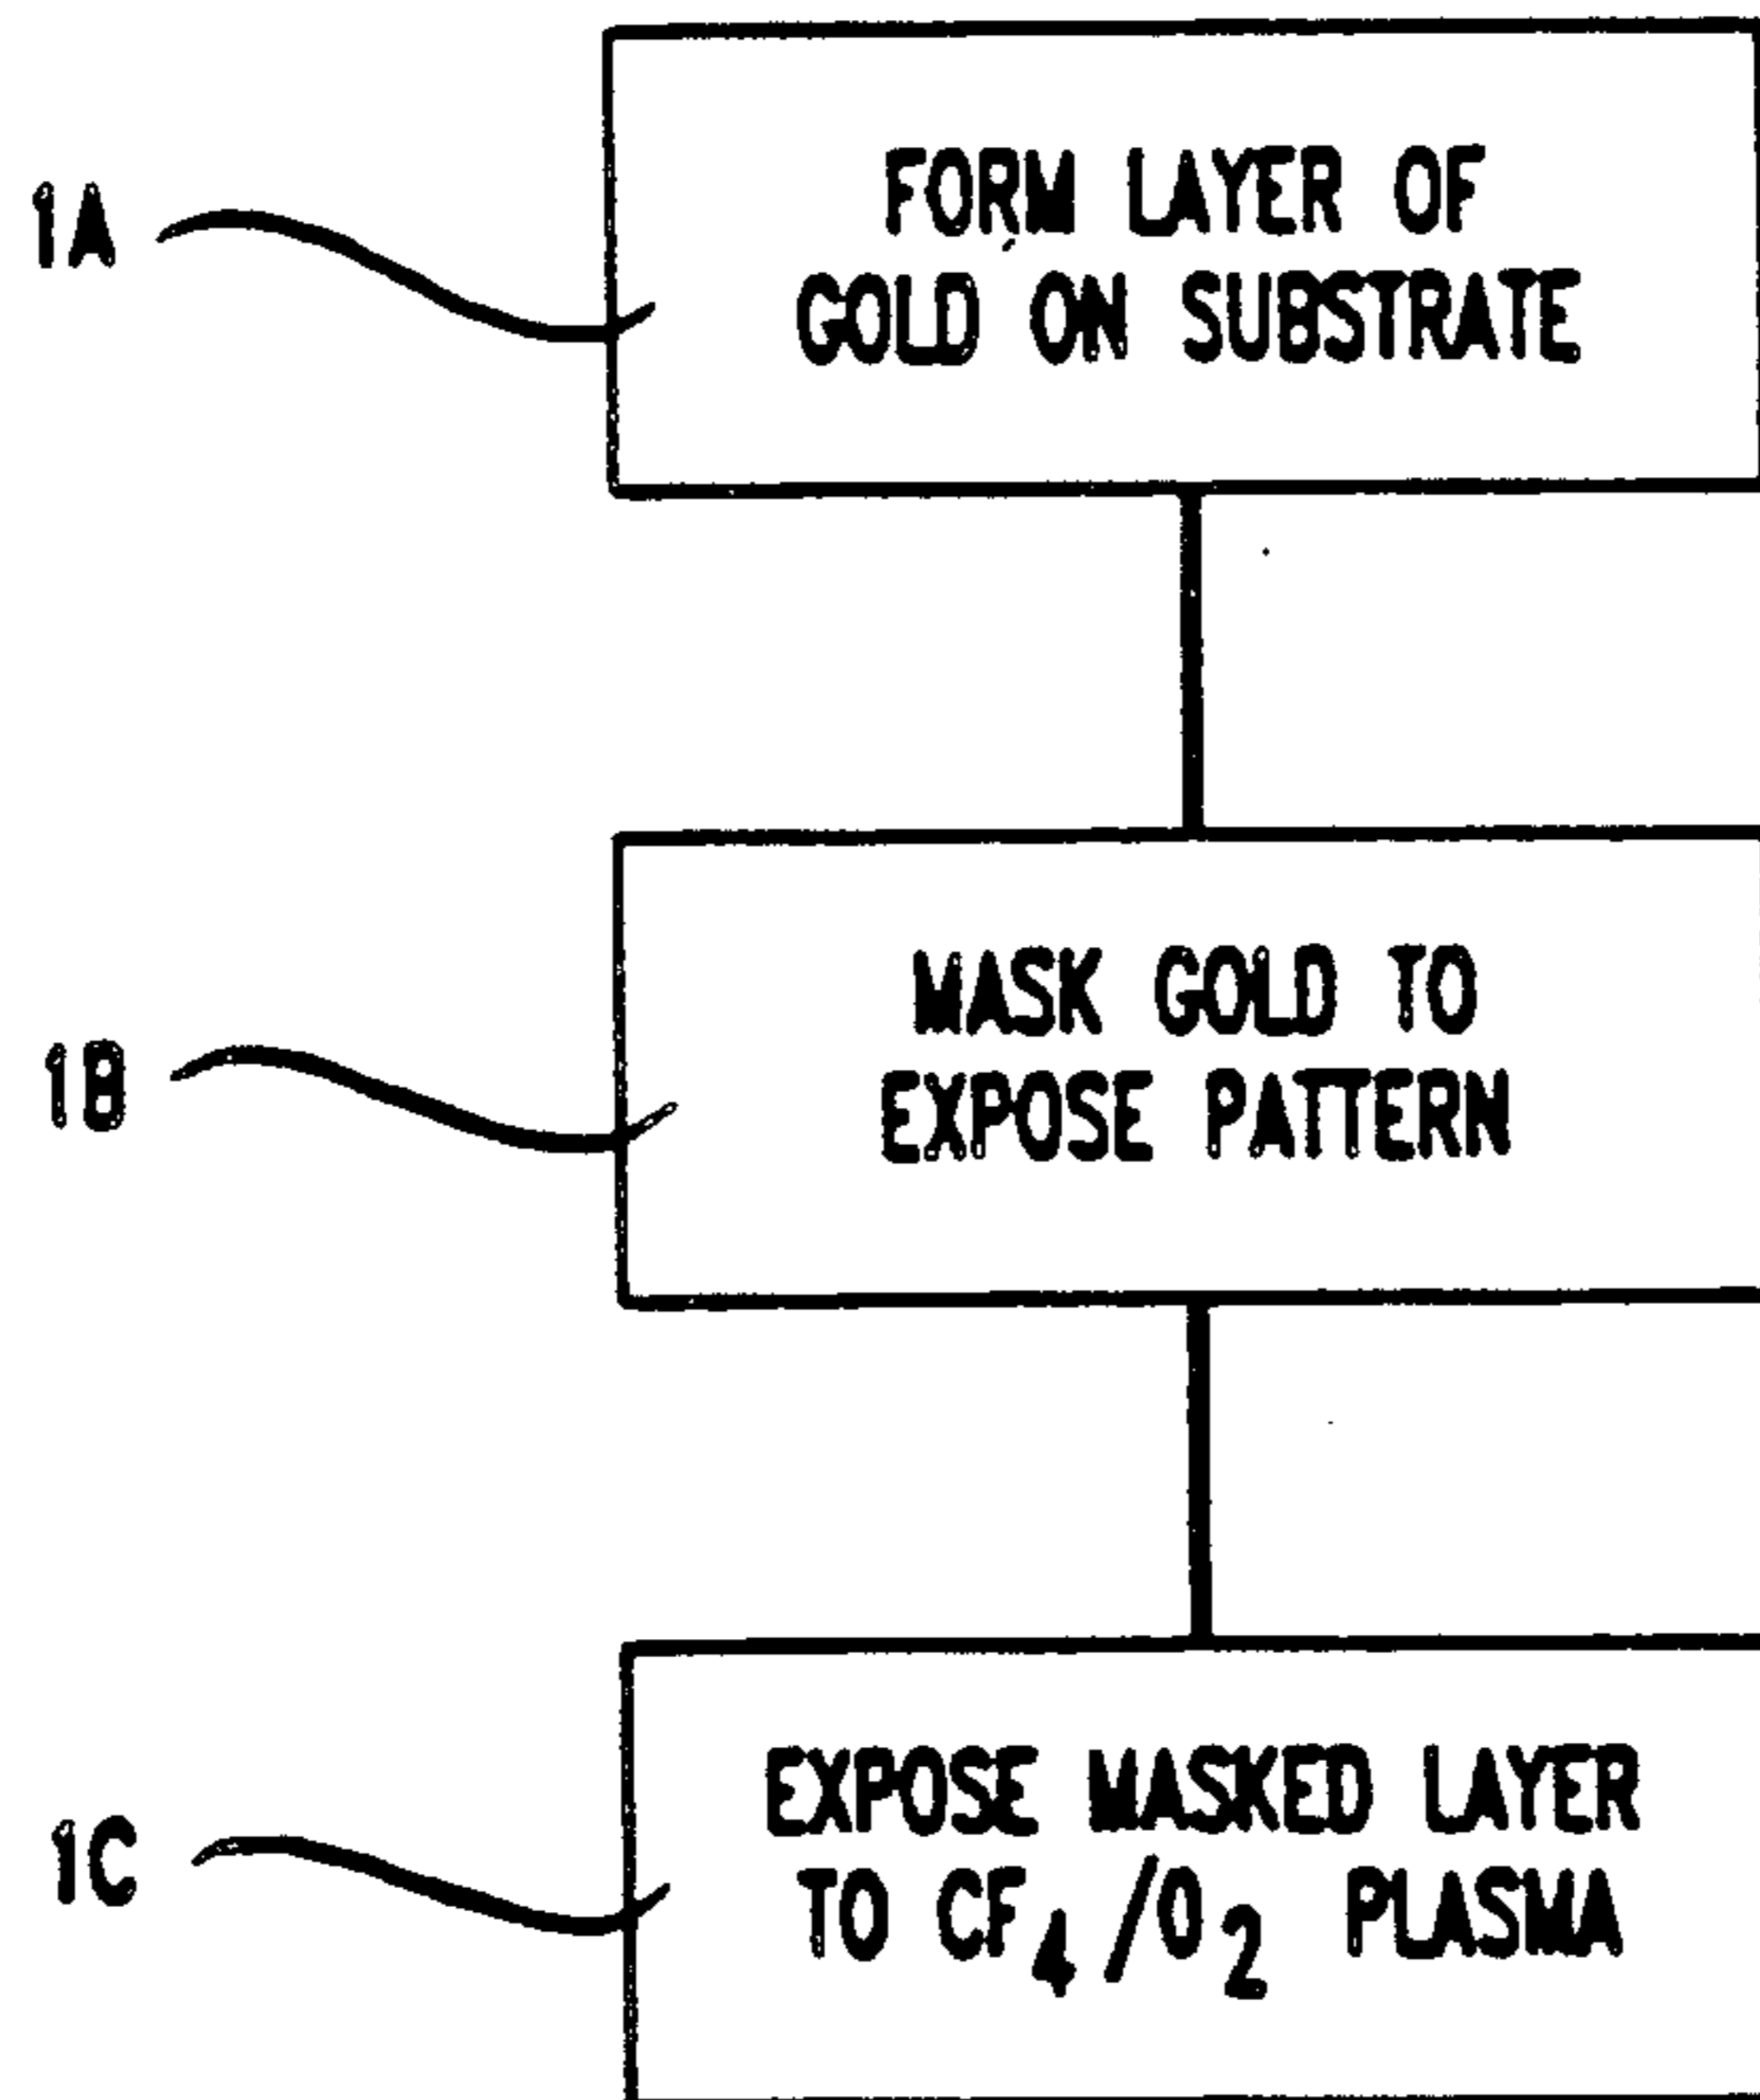 1A
FORM LAYER OF
GOLD ON SUBSTRATE
1B
MASK GOLD TO
EXPOSE PATTERN
1C
EXPOSE MASKED LAYER
TO CF4/O2 PLASMA